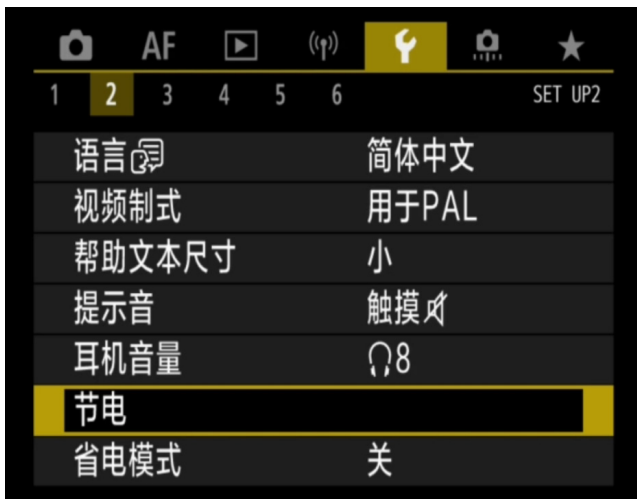 AF
1 2 3 4 5 6 SET UP2
语言 简体中文
视频制式 用于PAL
帮助文本尺寸 小
提示音 触摸
耳机音量 8
节电
省电模式 关